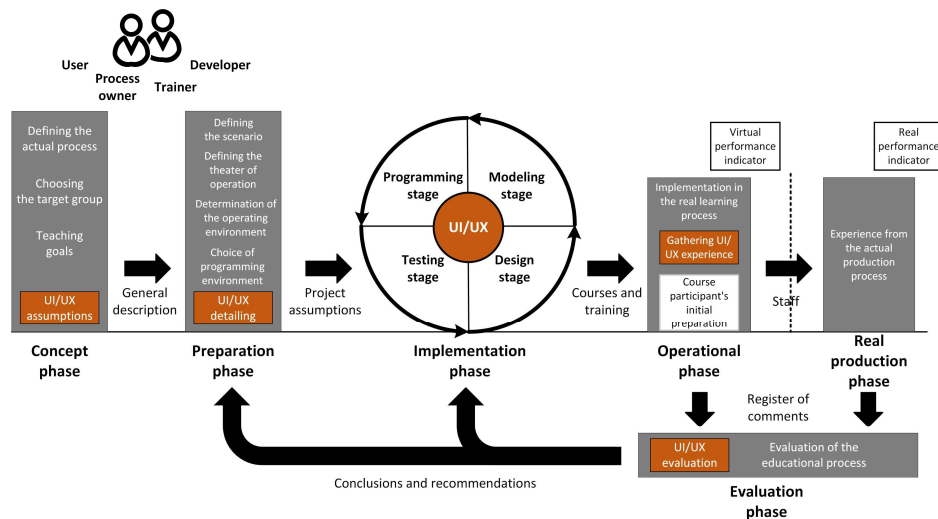 User
Process
owner
Trainer
Developer
Defining the
actual process
Choosing
the target group
Teaching
goals
UI/UX
assumptions
Concept
phase
General
description
Defining
the scenario
Defining the
theater of
operation
Determination of
the operating
environment
Choice of
programming
environment
UI/UX
detailing
Preparation
phase
Project
assumptions
Programming
stage
Modeling
stage
UI/UX
Testing
stage
Design
stage
Implementation
phase
Courses and
training
Virtual
performance
indicator
Implementation in
the real learning
process
Gathering UI/
UX experience
Course
participant's
initial
preparation
Operational
phase
Staff
Real
performance
indicator
Experience from
the actual
production
process
Real
production
phase
Register of
comments
UI/UX
evaluation
Evaluation of the
educational process
Evaluation
phase
Conclusions and recommendations